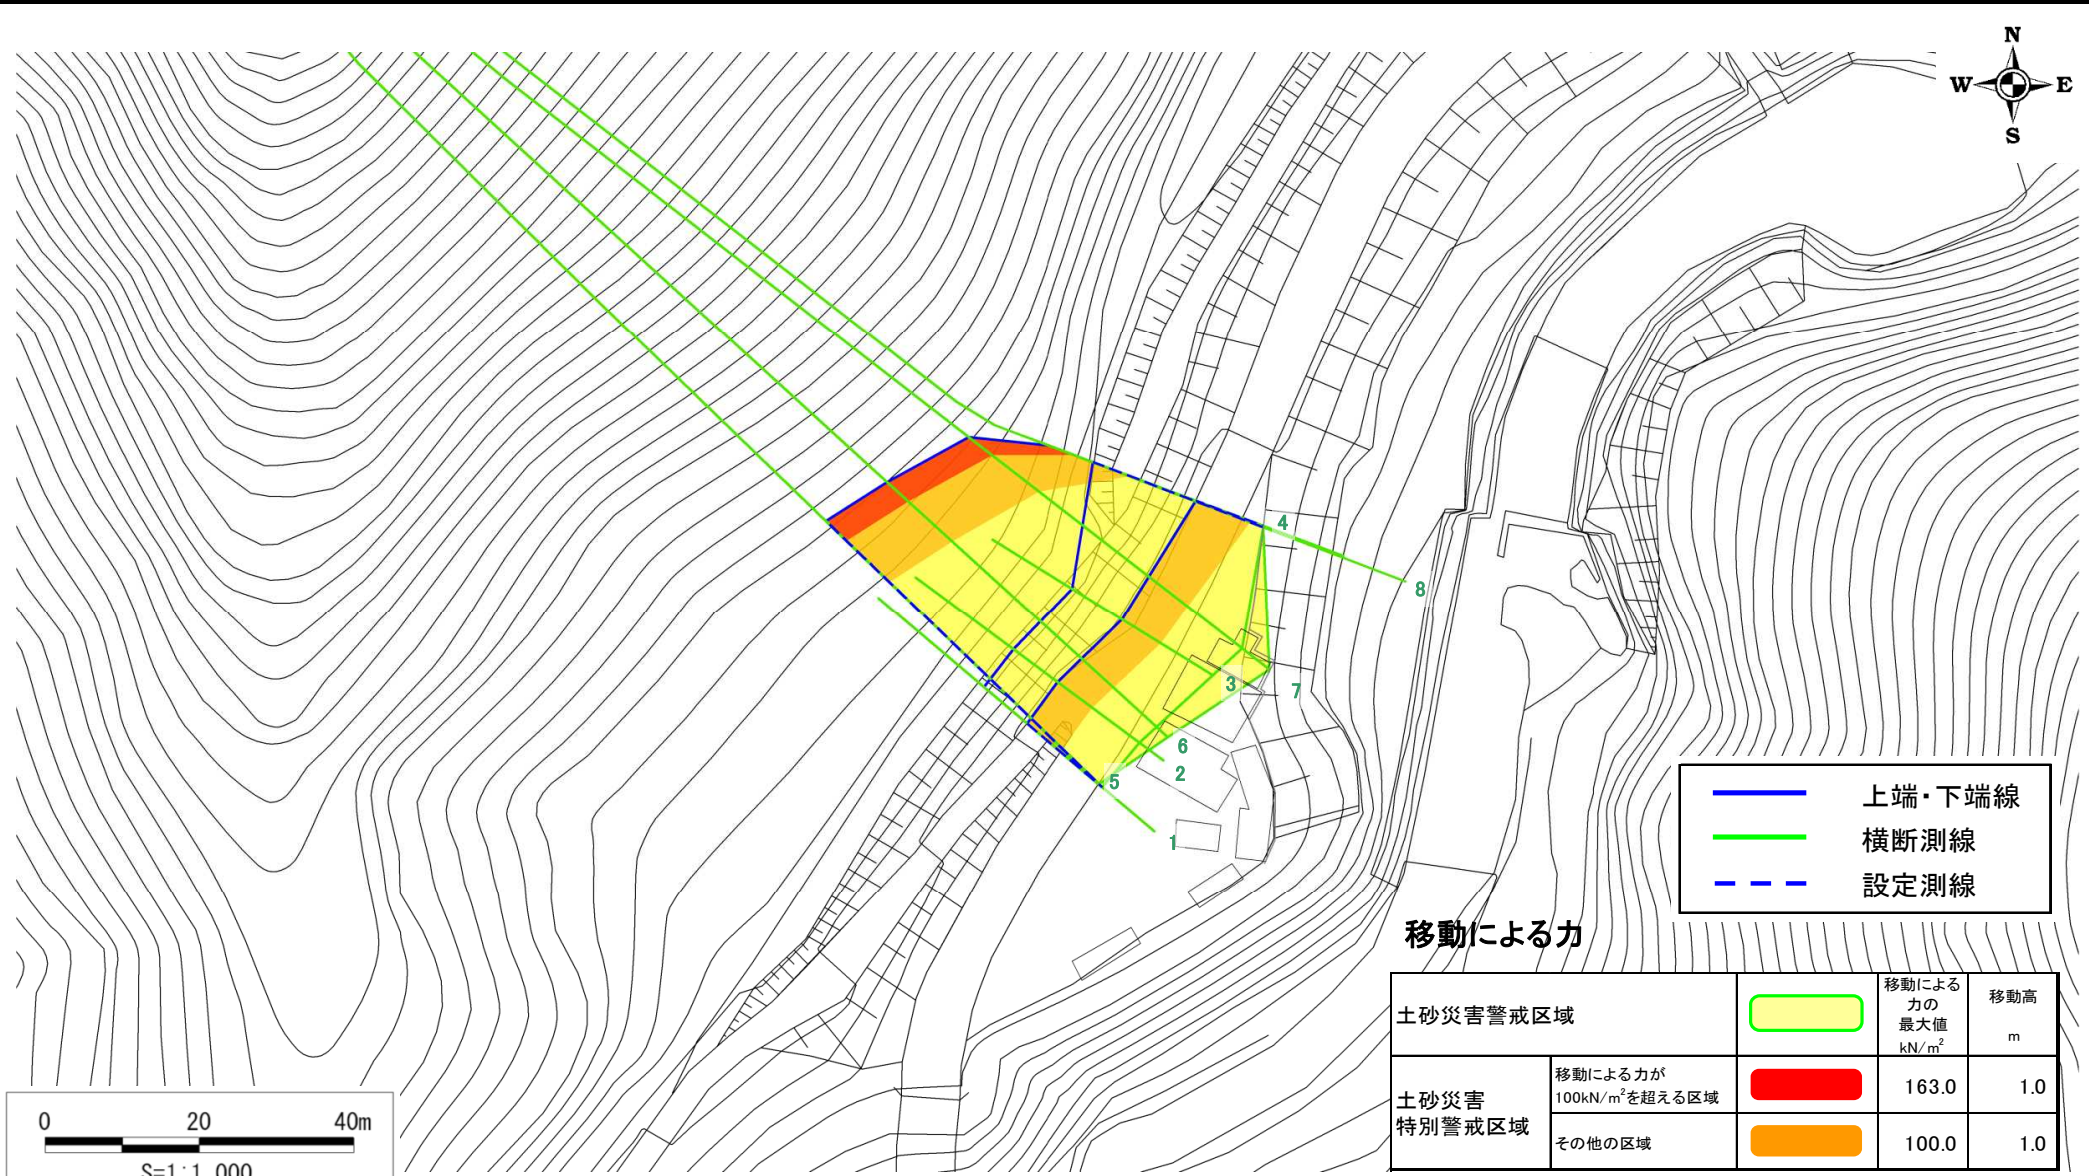 N
W E
S
4
8
3
7
6
2
5
1
上端・下端線
横断測線
設定測線
移動による力
土砂災害警戒区域
移動による
力の
最大値
kN/m²
移動高
m
土砂災害
特別警戒区域
移動による力が
100kN/m²を超える区域
163.0 1.0
その他の区域
100.0 1.0
0 20 40m
S=1:1,000